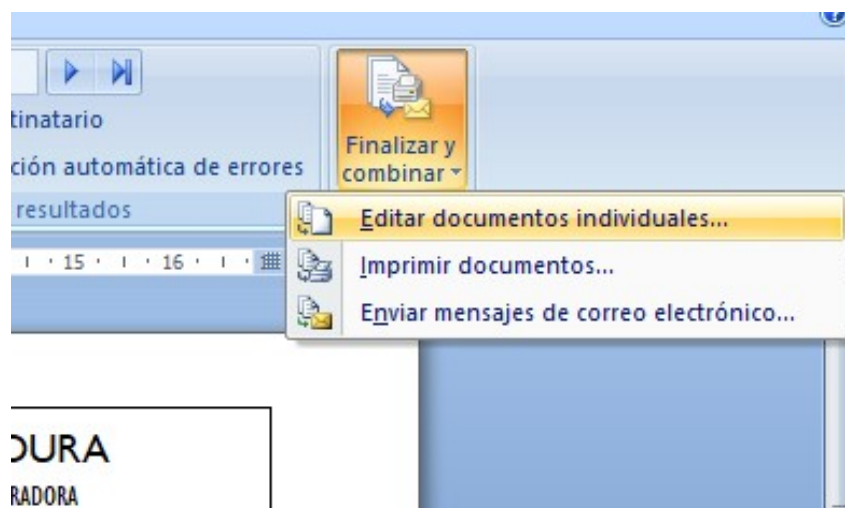 tinatario
ción automática de errores
resultados
Finalizar y
combinar
Editar documentos individuales...
Imprimir documentos...
Enviar mensajes de correo electrónico...
15 16
DURA
RADORA